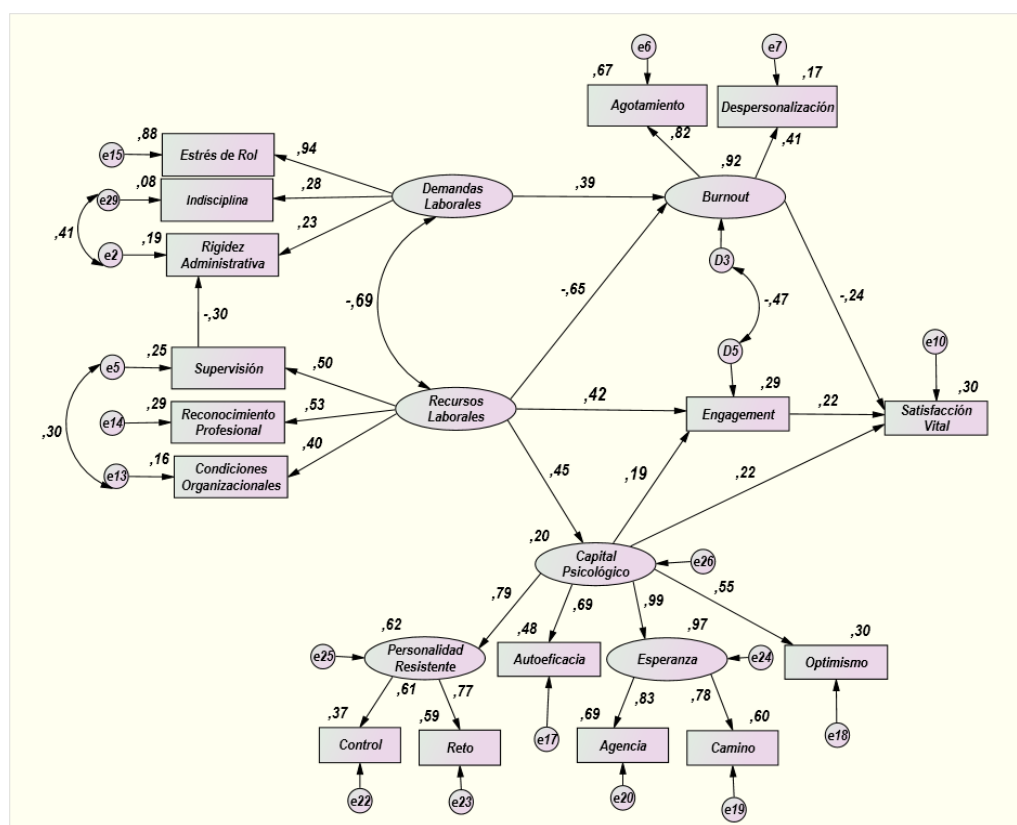 e6
e7
,67
,17
Agotamiento
Despersonalización
,88
,82
,41
e15
Estrés de Rol
,94
,92
,08
Demandas
Laborales
,39
Burnout
e29
Indisciplina
,28
,41
,19
,23
e2
Rigidez
Administrativa
D3
-,69
-,65
-,47
-,24
-,30
e10
D5
,25
e5
Supervisión
,50
,29
,30
,29
Recursos
Laborales
,42
Engagement
,22
Satisfacción
Vital
e14
Reconocimiento
Profesional
,53
,30
,16
,40
e13
Condiciones
Organizacionales
,45
,19
,22
,20
Capital
Psicológico
e26
,79
,69
,99
,55
,62
,48
,97
,30
e25
Personalidad
Resistente
Autoeficacia
Esperanza
e24
Optimismo
,61
,77
,83
,78
,37
,59
,69
,60
e17
e18
Control
Reto
Agencia
Camino
e22
e23
e20
e19